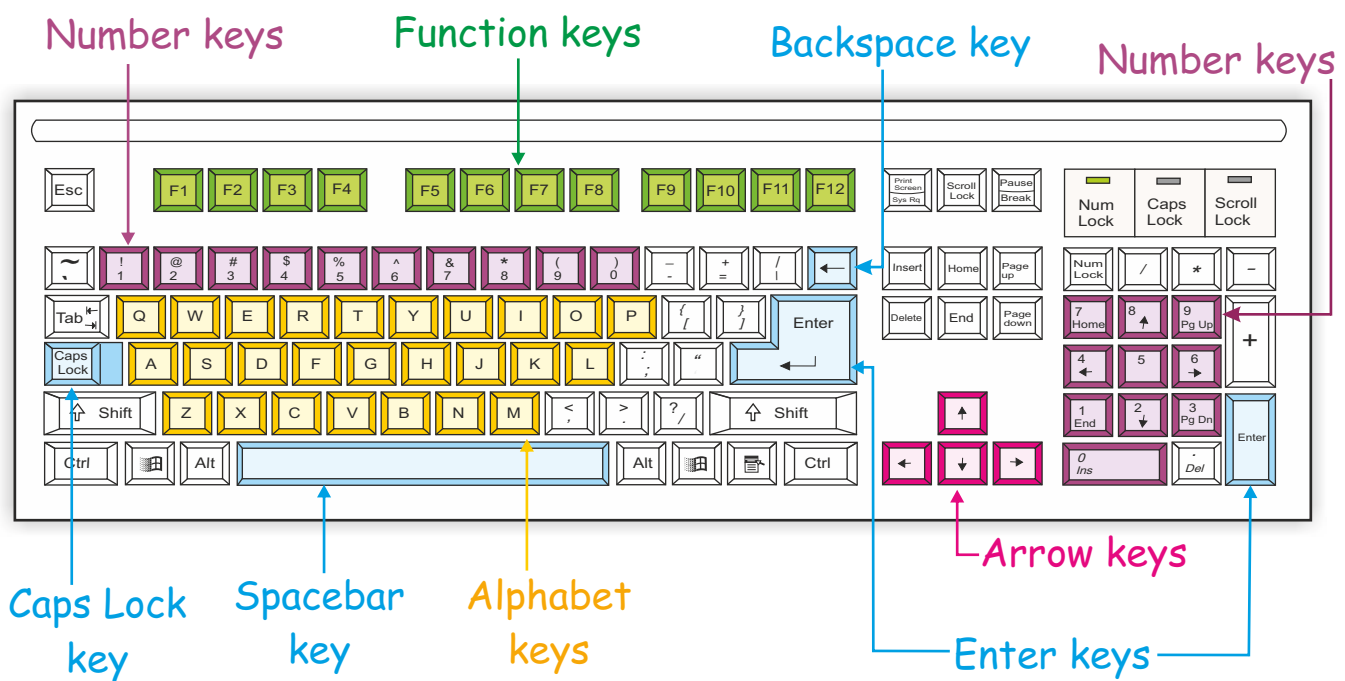 Number keys
Function keys
Backspace key
Number keys
Esc F1 F2 F3 F4 F5 F6 F7 F8 F9 F10 F11 F12
Print Screen Sys Rq
Scroll Lock
Pause Break
Num Lock
Caps Lock
Scroll Lock
~ `
! 1
@ 2
# 3
$ 4
% 5
^ 6
& 7
* 8
( 9
) 0
_ -
+ =
/ |
←
Insert Home Page up
Num Lock / * -
Tab Q W E R T Y U I O P { [ } ] Enter
Delete End Page down
7 Home
8 ↑
9 Pg Up
+
Caps Lock A S D F G H J K L : ; “
4 ←
5
6 →
⇧ Shift Z X C V B N M < , > . ? / ⇧ Shift
↑
1 End
2 ↓
3 Pg Dn
Enter
Ctrl Alt Alt Ctrl
← ↓ →
0 Ins
. Del
Arrow keys
Caps Lock key
Spacebar key
Alphabet keys
Enter keys